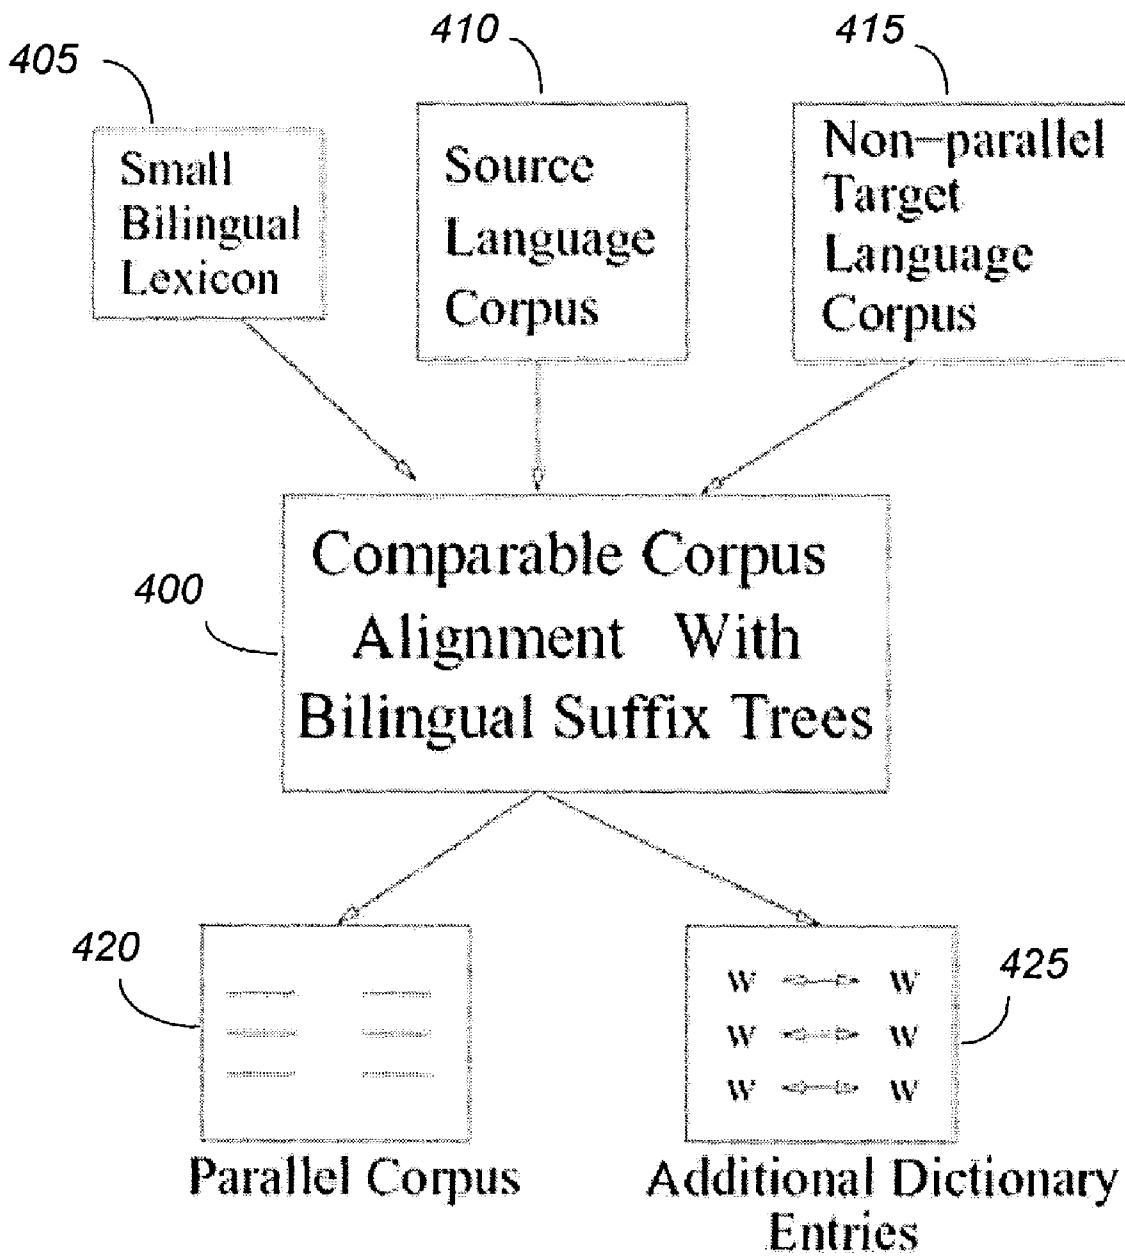 405
410
415
Small
Bilingual
Lexicon
Source
Language
Corpus
Non-parallel
Target
Language
Corpus
400
Comparable Corpus
Alignment With
Bilingual Suffix Trees
420
425
W W
W W
W W
Parallel Corpus
Additional Dictionary
Entries